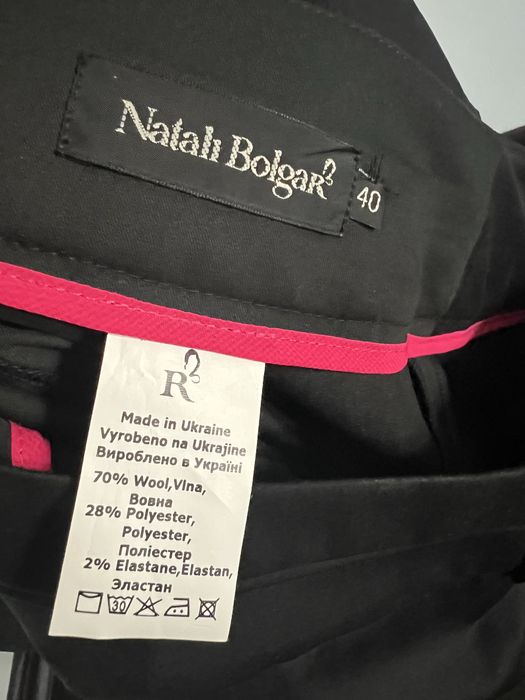 Natali Bolgar
40
R
Made in Ukraine
Vyrobeno na Ukrajine
Вироблено в Україні
70% Wool,Vlna,
Вовна
28% Polyester,
Polyester,
Поліестер
2% Elastane,Elastan,
Эластан
30